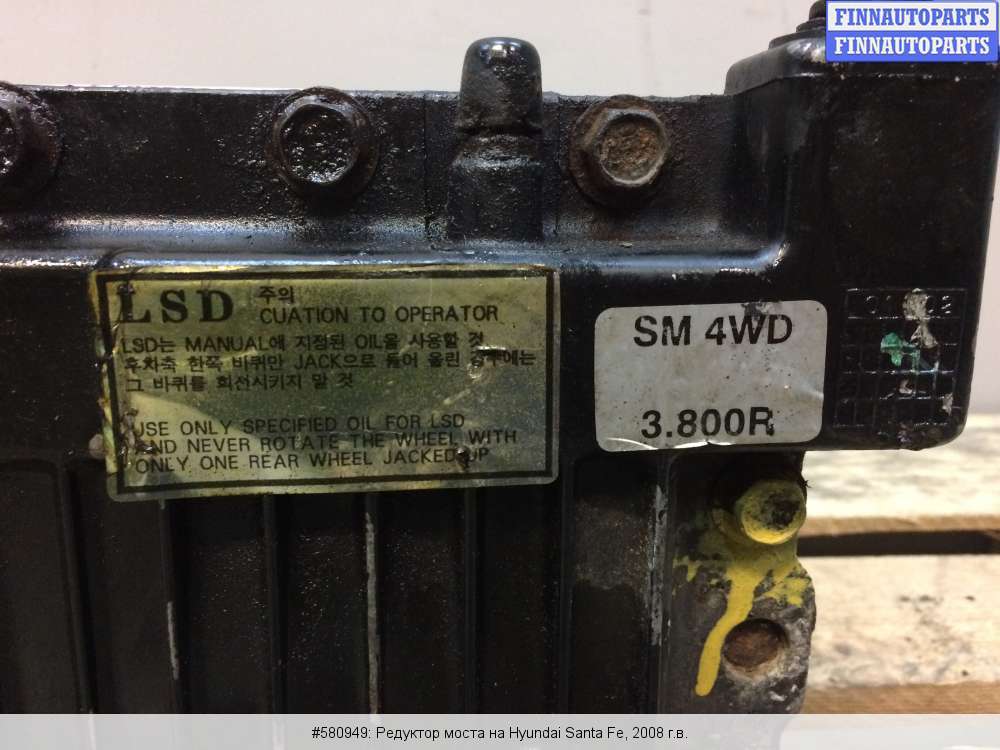 FINNAUTOPARTS
FINNAUTOPARTS
LSD 주의
CUATION TO OPERATOR
LSD는 MANUAL에 지정된 OIL을 사용할 것
후차축 한쪽 바퀴만 JACK으로 들어 올린 경우에는
그 바퀴를 회전시키지 말 것
USE ONLY SPECIFIED OIL FOR LSD
AND NEVER ROTATE THE WHEEL WITH
ONLY ONE REAR WHEEL JACKED UP
SM 4WD
3.800R
#580949: Редуктор моста на Hyundai Santa Fe, 2008 г.в.